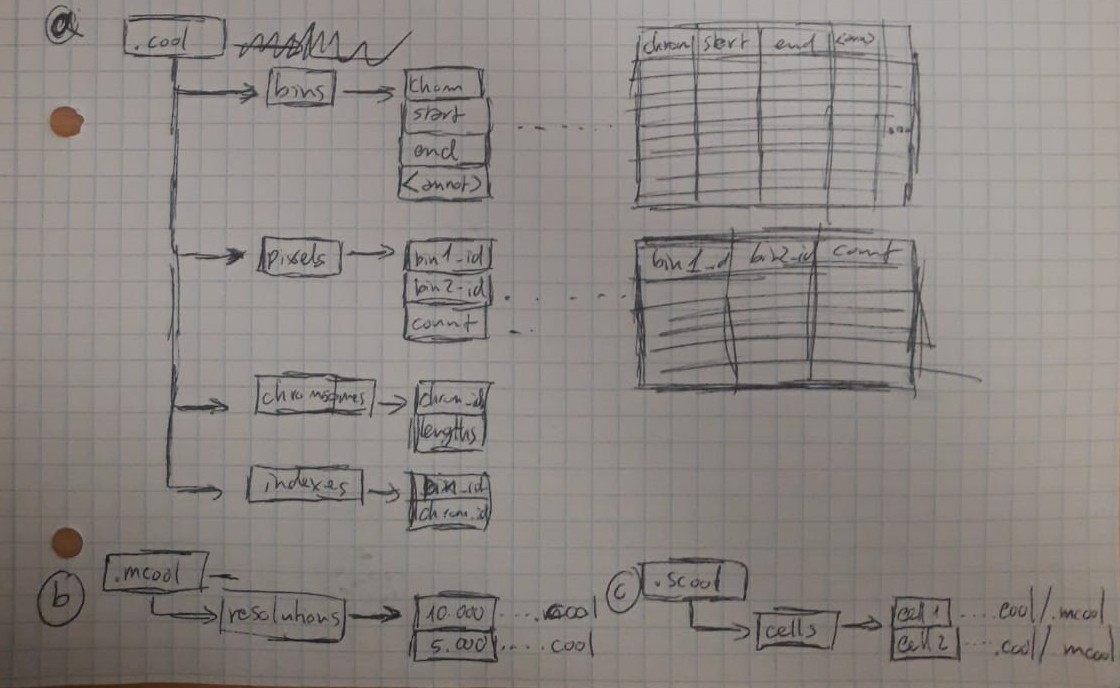 a
.cool
chrom start end
bins
chrom
start
end
<annot>
...
pixels
bin1_id
bin2_id
count
bin1_id bin2_id count
chromosomes
chrom_id
lengths
indexes
bin_id
chrom_id
b
.mcool
resolutions
10.000 .....cool
5.000 .....cool
c
.scool
cells
cell 1 .....cool/.mcool
cell 2 .....cool/.mcool